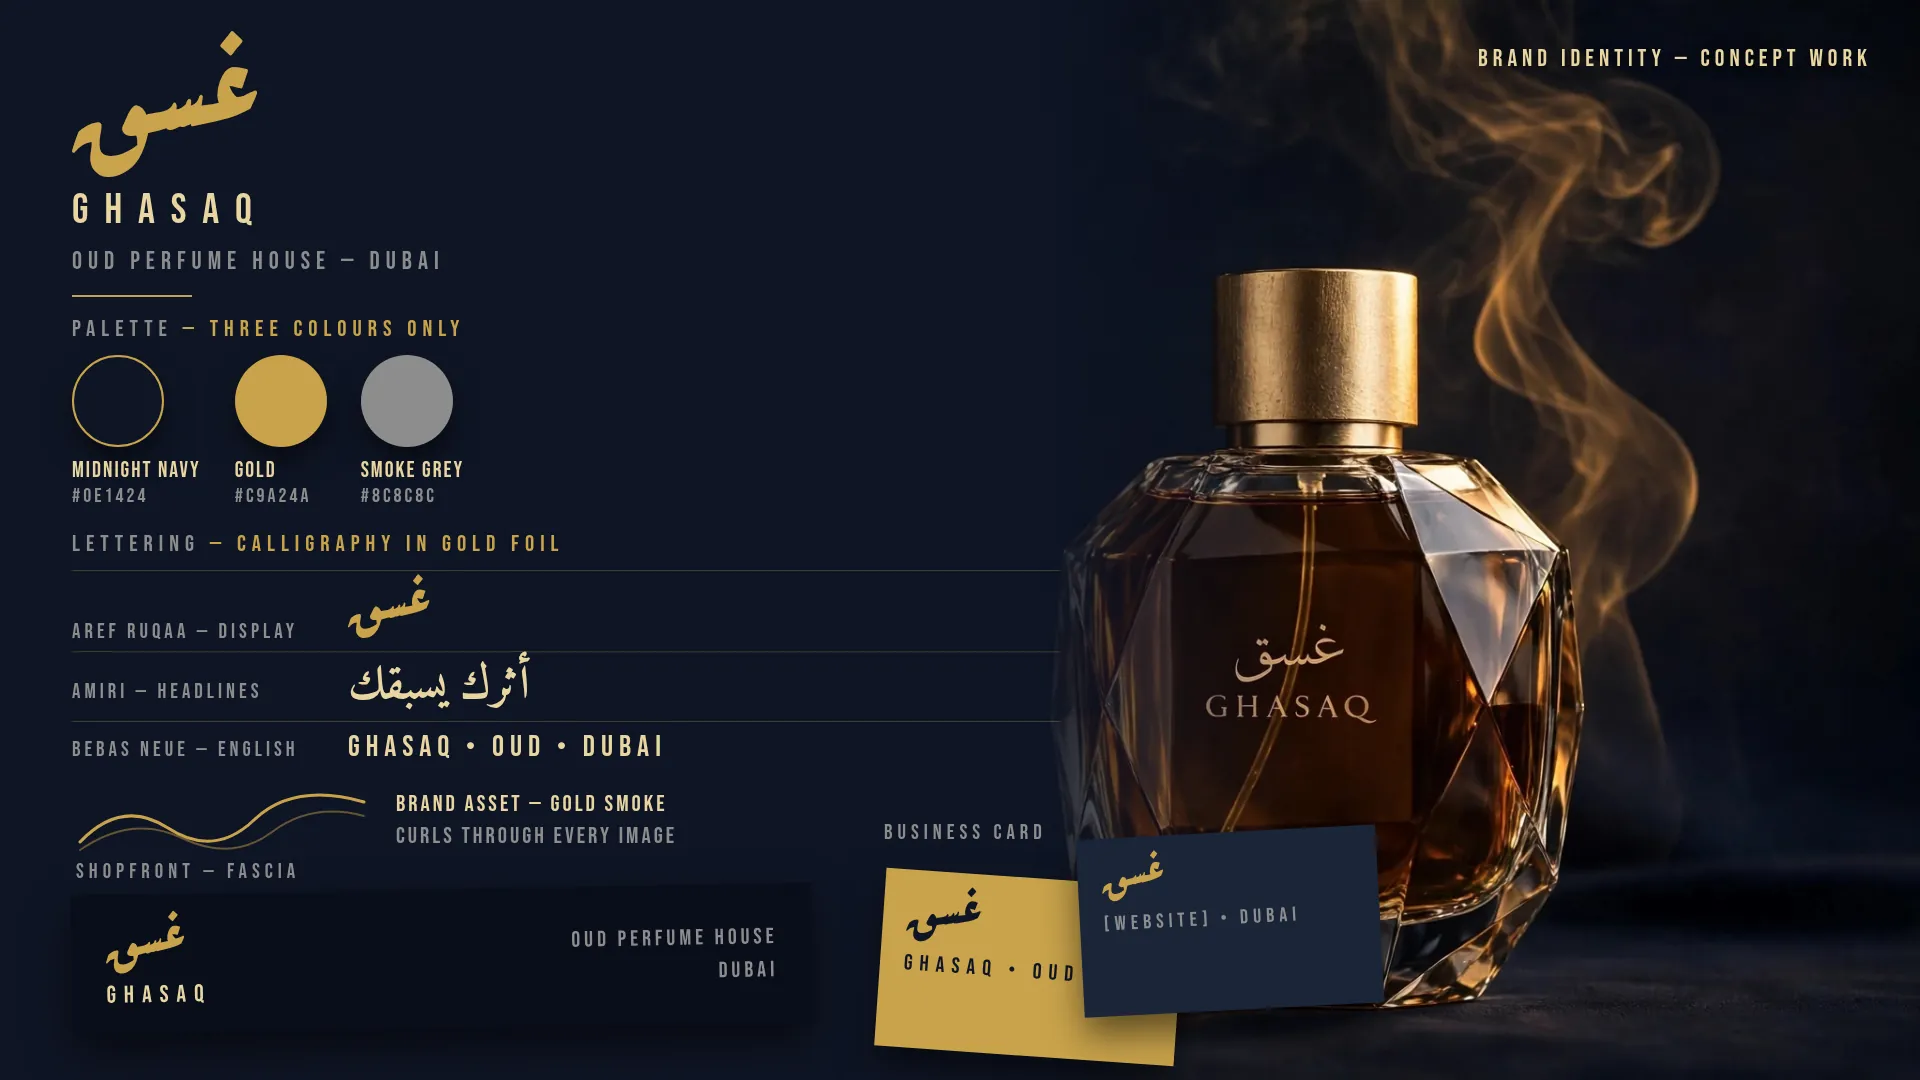 غسق
GHASAQ
OUD PERFUME HOUSE — DUBAI
BRAND IDENTITY — CONCEPT WORK
PALETTE — THREE COLOURS ONLY
MIDNIGHT NAVY
#0E1424
GOLD
#C9A24A
SMOKE GREY
#8C8C8C
LETTERING — CALLIGRAPHY IN GOLD FOIL
AREF RUQAA — DISPLAY
غسق
AMIRI — HEADLINES
أثرك يسبقك
BEBAS NEUE — ENGLISH
GHASAQ • OUD • DUBAI
BRAND ASSET — GOLD SMOKE
CURLS THROUGH EVERY IMAGE
SHOPFRONT — FASCIA
غسق
GHASAQ
OUD PERFUME HOUSE
DUBAI
BUSINESS CARD
غسق
GHASAQ • OUD
غسق
[WEBSITE] • DUBAI
غسق
GHASAQ